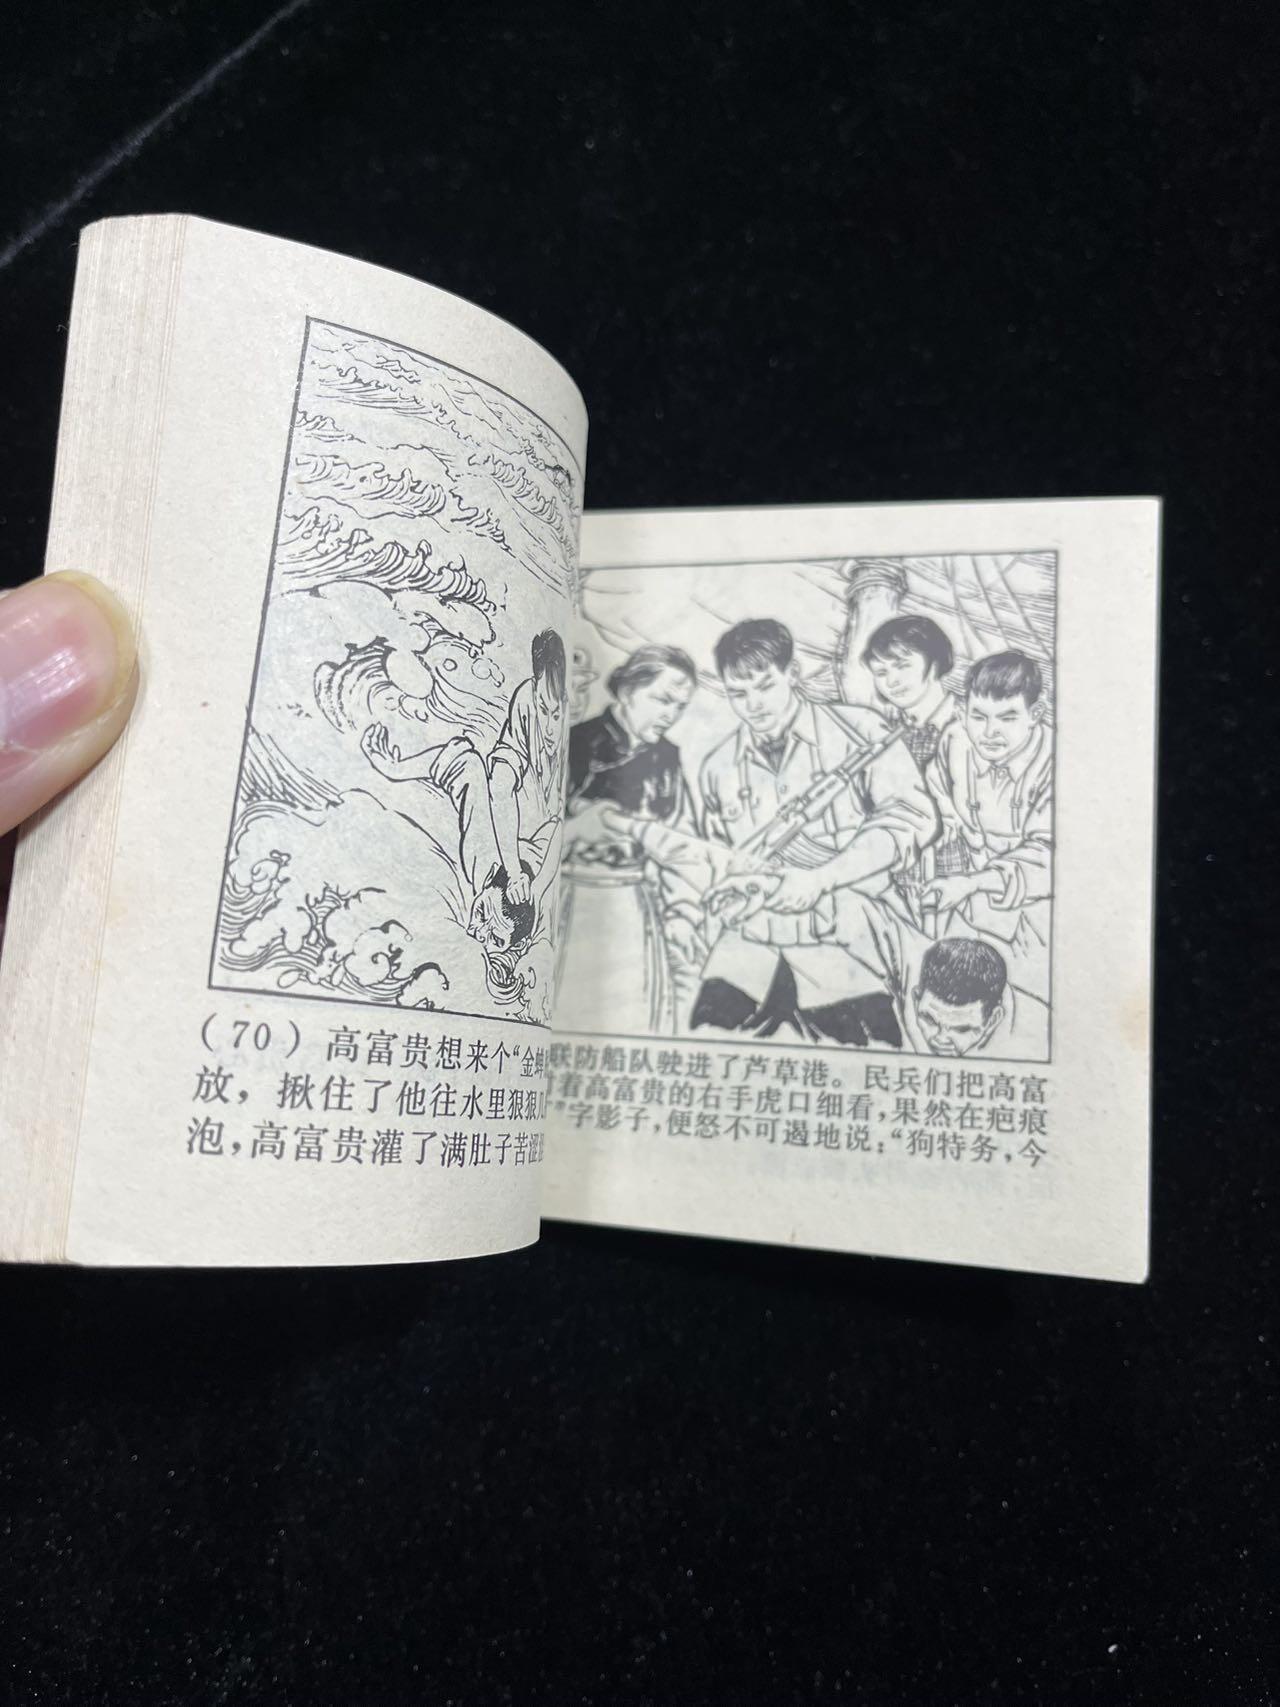 （70）高富贵想来个“金蝉
放，揪住了他往水里狠狠
泡，高富贵灌了满肚子苦涩
联防船队驶进了芦草港。民兵们把高富
着高富贵的右手虎口细看，果然在疤痕
”字影子，便怒不可遏地说：“狗特务，今